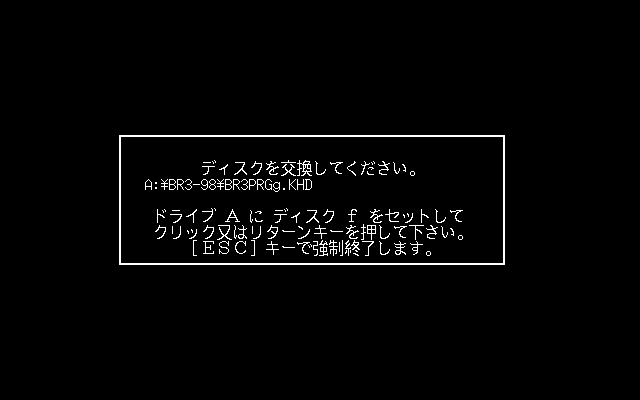 ディスクを交換してください。
A:¥BR3-98¥BR3PRGg.KHD
ドライブ Ａ に ディスク ｆ をセットして
クリック又はリターンキーを押して下さい。
［ＥＳＣ］キーで強制終了します。